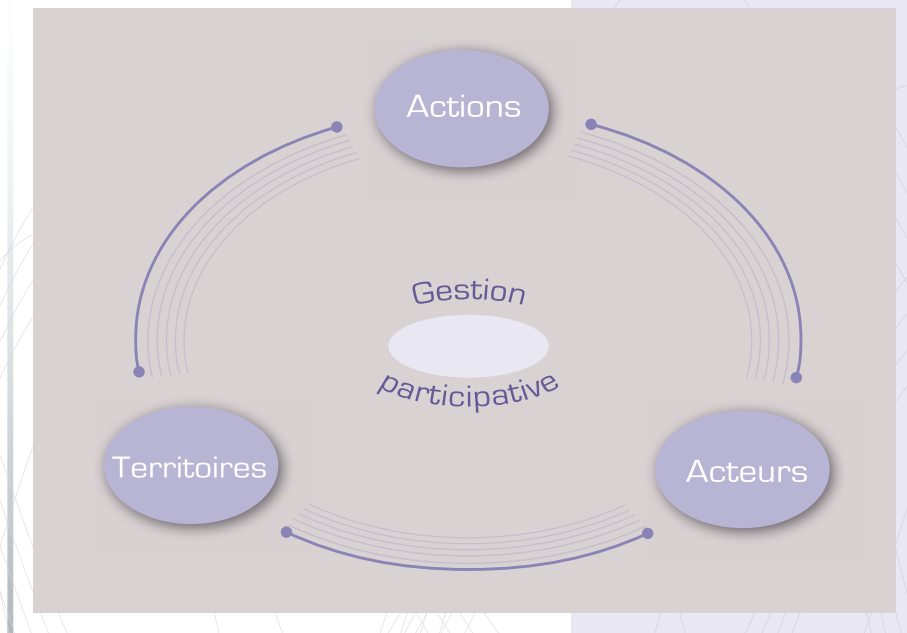 Actions
Gestion
participative
Territoires
Acteurs